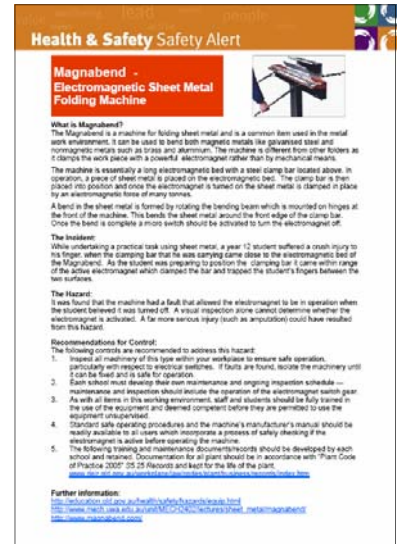 lead
people
Health & Safety Safety Alert
Magnabend -
Electromagnetic Sheet Metal
Folding Machine
What is Magnabend?
The Magnabend is a machine for folding sheet metal and is a common item used in the metal
work environment. It can be used to bend both magnetic metals like galvanised steel and
nonmagnetic metals such as brass and aluminium. The machine is different from other folders as
it clamps the work piece with a powerful electromagnet rather than by mechanical means.
The machine is essentially a long electromagnetic bed with a steel clamp bar located above. In
operation, a piece of sheet metal is placed on the electromagnetic bed. The clamp bar is then
placed into position and once the electromagnet is turned on the sheet metal is clamped in place
by an electromagnetic force of many tonnes.
A bend in the sheet metal is formed by rotating the bending beam which is mounted on hinges at
the front of the machine. This bends the sheet metal around the front edge of the clamp bar.
Once the bend is complete a micro switch should be activated to turn the electromagnet off.
The Incident:
While undertaking a practical task using sheet metal, a year 12 student suffered a crush injury to
his finger, when the clamping bar that he was carrying came close to the electromagnetic bed of
the Magnabend. As the student was preparing to position the clamping bar it came within range
of the active electromagnet which clamped the bar and trapped the student's fingers between the
two surfaces.
The Hazard:
It was found that the machine had a fault that allowed the electromagnet to be in operation when
the student believed it was turned off. A visual inspection alone cannot determine whether the
electromagnet is activated. A far more serious injury (such as amputation) could have resulted
from this hazard.
Recommendations for Control:
The following controls are recommended to address this hazard:
1. Inspect all machinery of this type within your workplace to ensure safe operation,
particularly with respect to electrical switches. If faults are found, isolate the machinery until
it can be fixed and is safe for operation.
2. Each school must develop their own maintenance and ongoing inspection schedule —
maintenance and inspections should include the operation of the electromagnet switch gear.
3. As with all items in this working environment, staff and students should be fully trained in
the use of the equipment and deemed competent before they are permitted to use the
equipment unsupervised.
4. Standard safe operating procedures and the machine's manufacturer's manual should be
readily available to all users which incorporate a process of safely checking if the
electromagnet is active before operating the machine.
5. The following training and maintenance documents/records should be developed by each
school and retained. Documentation for all plant should be in accordance with "Plant Code
of Practice 2005" SS 25 Records and kept for the life of the plant.
Further information:
http://education.qld.gov.au/health/safety/hazards/equip.html
http://www.mech.uwa.edu.au/unit/MECH2402/lectures/sheet_metal/magnabend/
http://www.magnabend.com/